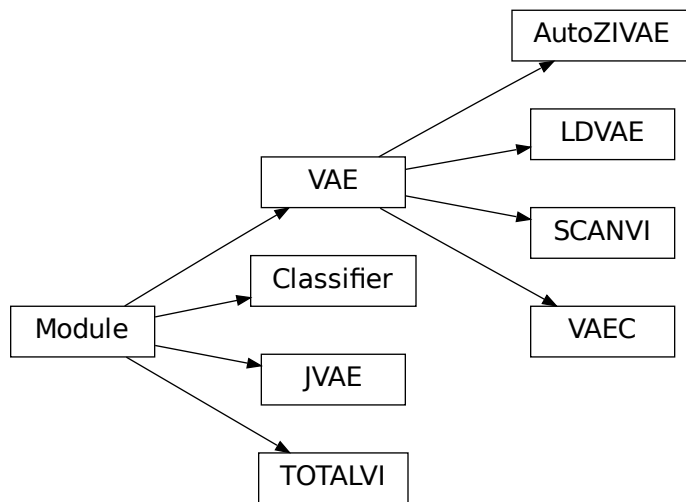 AutoZIVAE
LDVAE
VAE
SCANVI
Classifier
Module
VAEC
JVAE
TOTALVI